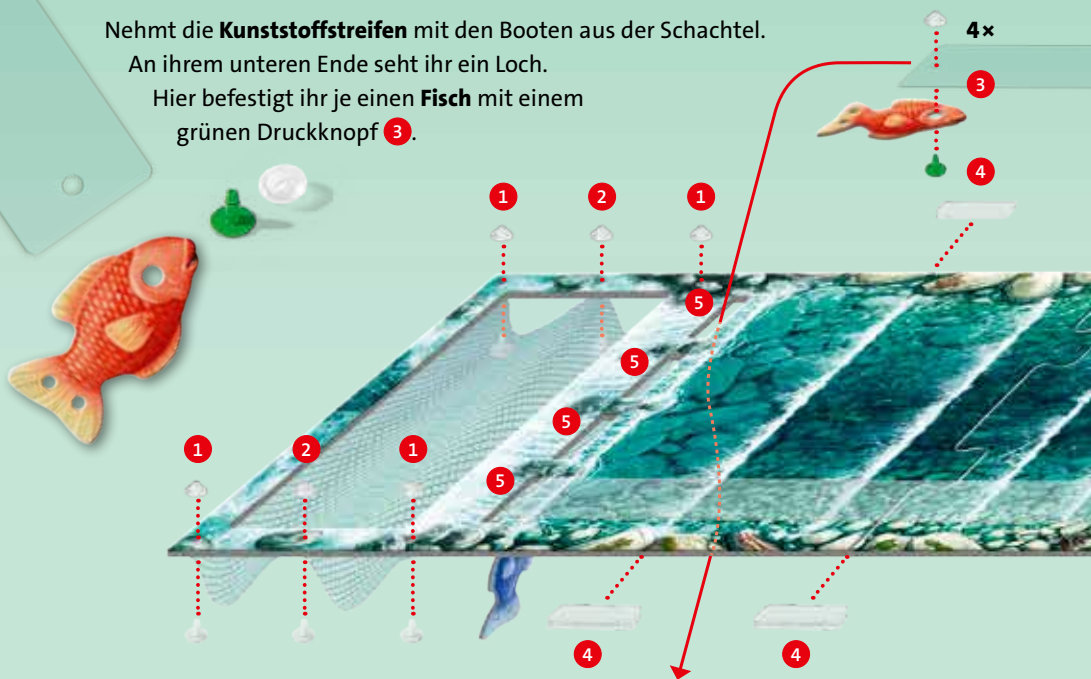 Nehmt die Kunststoffstreifen mit den Booten aus der Schachtel.
An ihrem unteren Ende seht ihr ein Loch.
Hier befestigt ihr je einen Fisch mit einem
grünen Druckknopf 3.
4×
3
4
1 2 1
5
5
5
5
1 2 1
4 4